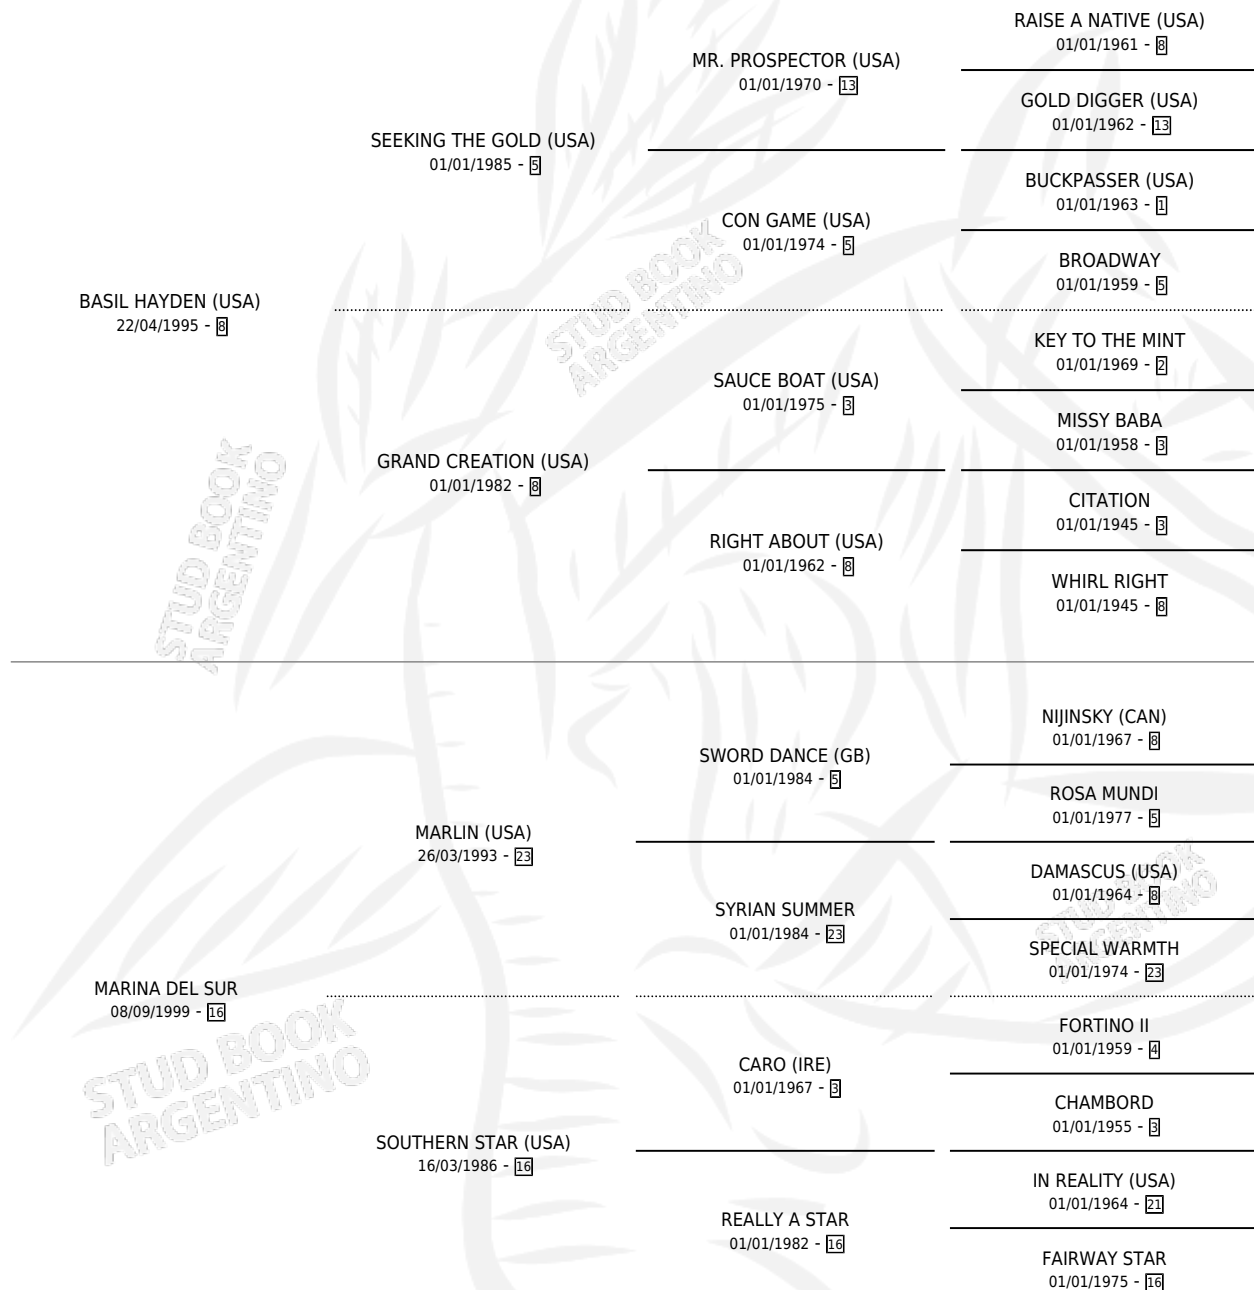 RAISE A NATIVE (USA)
01/01/1961 - 8
MR. PROSPECTOR (USA)
01/01/1970 - 13
GOLD DIGGER (USA)
01/01/1962 - 13
SEEKING THE GOLD (USA)
01/01/1985 - 5
BUCKPASSER (USA)
01/01/1963 - 1
CON GAME (USA)
01/01/1974 - 5
BROADWAY
01/01/1959 - 5
BASIL HAYDEN (USA)
22/04/1995 - 8
KEY TO THE MINT
01/01/1969 - 2
SAUCE BOAT (USA)
01/01/1975 - 3
MISSY BABA
01/01/1958 - 3
GRAND CREATION (USA)
01/01/1982 - 8
CITATION
01/01/1945 - 3
RIGHT ABOUT (USA)
01/01/1962 - 8
WHIRL RIGHT
01/01/1945 - 8
NIJINSKY (CAN)
01/01/1967 - 8
SWORD DANCE (GB)
01/01/1984 - 5
ROSA MUNDI
01/01/1977 - 5
MARLIN (USA)
26/03/1993 - 23
DAMASCUS (USA)
01/01/1964 - 8
SYRIAN SUMMER
01/01/1984 - 23
SPECIAL WARMTH
01/01/1974 - 23
MARINA DEL SUR
08/09/1999 - 16
FORTINO II
01/01/1959 - 4
CARO (IRE)
01/01/1967 - 3
CHAMBORD
01/01/1955 - 3
SOUTHERN STAR (USA)
16/03/1986 - 16
IN REALITY (USA)
01/01/1964 - 21
REALLY A STAR
01/01/1982 - 16
FAIRWAY STAR
01/01/1975 - 16
STUD BOOK
ARGENTINO
STUD BOOK
ARGENTINO
STUD BOOK
ARGENTINO
STUD BOOK
ARGENTINO